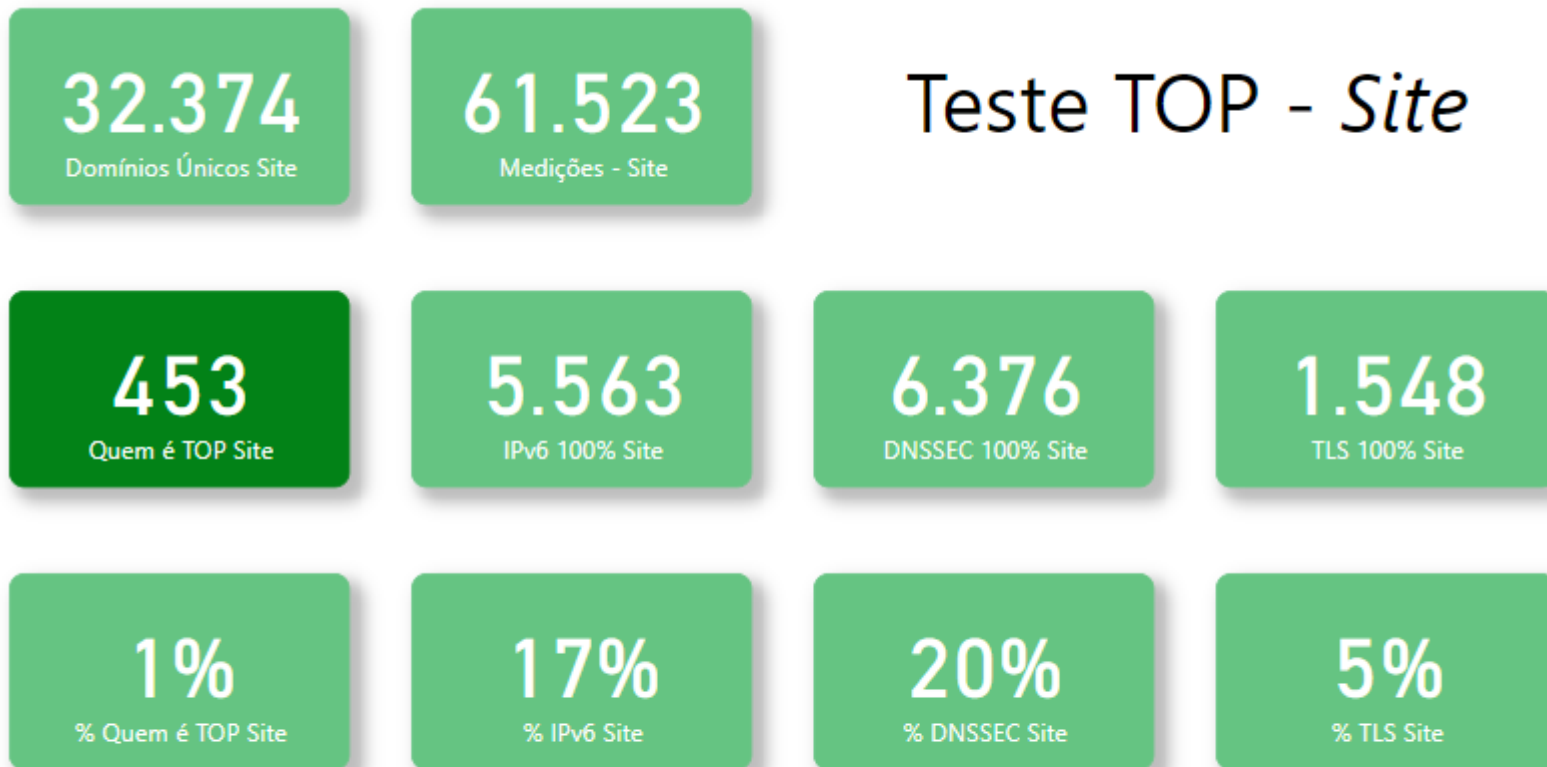 32.374
Domínios Únicos Site
61.523
Medições - Site
Teste TOP - Site
453
Quem é TOP Site
5.563
IPv6 100% Site
6.376
DNSSEC 100% Site
1.548
TLS 100% Site
1%
% Quem é TOP Site
17%
% IPv6 Site
20%
% DNSSEC Site
5%
% TLS Site